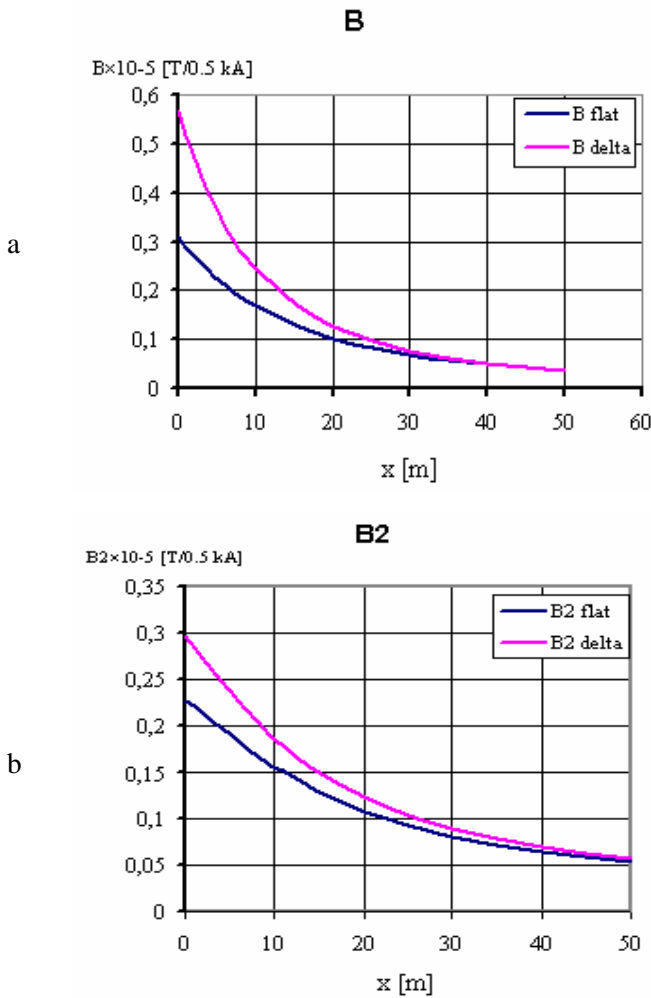 B
B×10-5 [T/0.5 kA]
0,6
0,5
0,4
0,3
0,2
0,1
0
0 10 20 30 40 50 60
x [m]
B flat
B delta
a
B2
B2×10-5 [T/0.5 kA]
0,35
0,3
0,25
0,2
0,15
0,1
0,05
0
0 10 20 30 40 50
x [m]
B2 flat
B2 delta
b